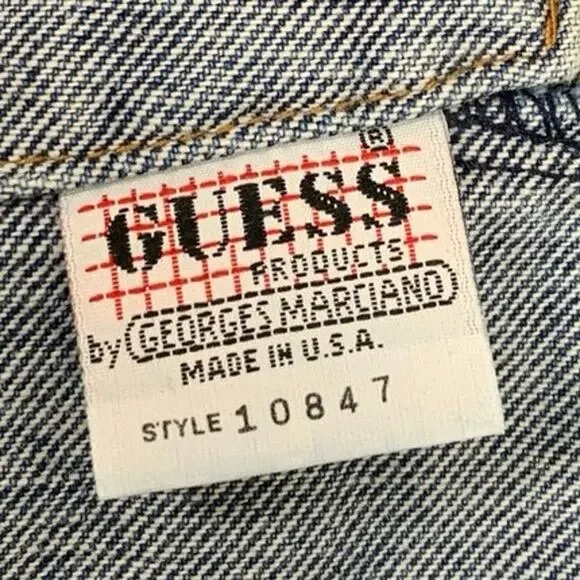 ®
GUESS
PRODUCTS
by GEORGES MARCIANO
MADE IN U.S.A.
STYLE 10847